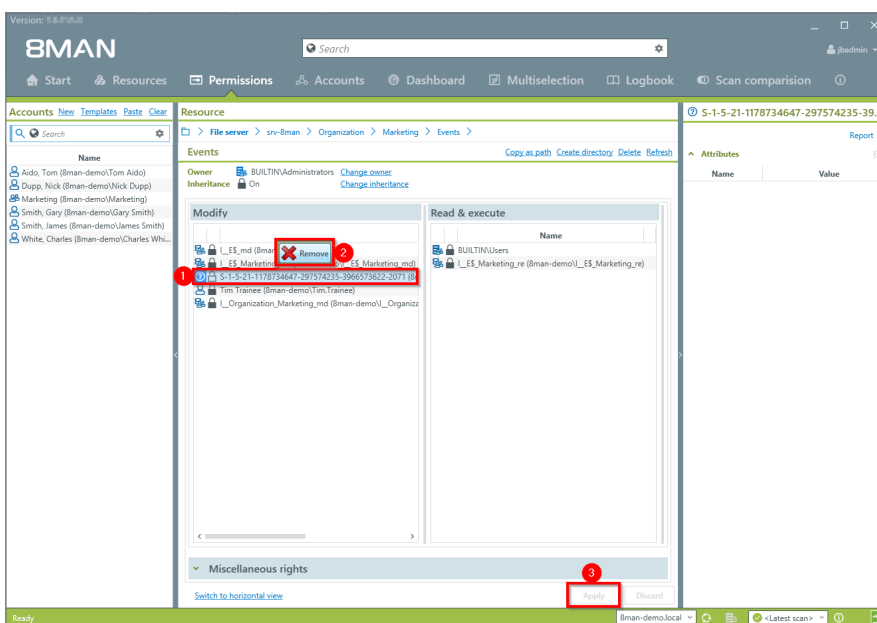 Version:
8MAN
Search
jbadmin
Start Resources Permissions Accounts Dashboard Multiselection Logbook Scan comparision
Accounts New Templates Paste Clear
Search
Name
Aido, Tom (8man-demo\Tom Aido)
Dupp, Nick (8man-demo\Nick Dupp)
Marketing (8man-demo\Marketing)
Smith, Gary (8man-demo\Gary Smith)
Smith, James (8man-demo\James Smith)
White, Charles (8man-demo\Charles Whi...
Resource
> File server > srv-8man > Organization > Marketing > Events >
Events Copy as path Create directory Delete Refresh
Owner BUILTIN\Administrators Change owner
Inheritance On Change inheritance
Modify
I__E$_md (8man
Remove 2
I__E$_Marketing \I__E$_Marketing_md)
1 S-1-5-21-1178734647-297574235-3966573622-2071 (8
Tim Trainee (8man-demo\Tim.Trainee)
I__Organization_Marketing_md (8man-demo\I__Organiza
Read & execute
Name
BUILTIN\Users
I__E$_Marketing_re (8man-demo\I__E$_Marketing_re)
Miscellaneous rights
3
Switch to horizontal view Apply Discard
S-1-5-21-1178734647-297574235-39.
Report
Attributes
Name Value
Ready 8man-demo.local <Latest scan>